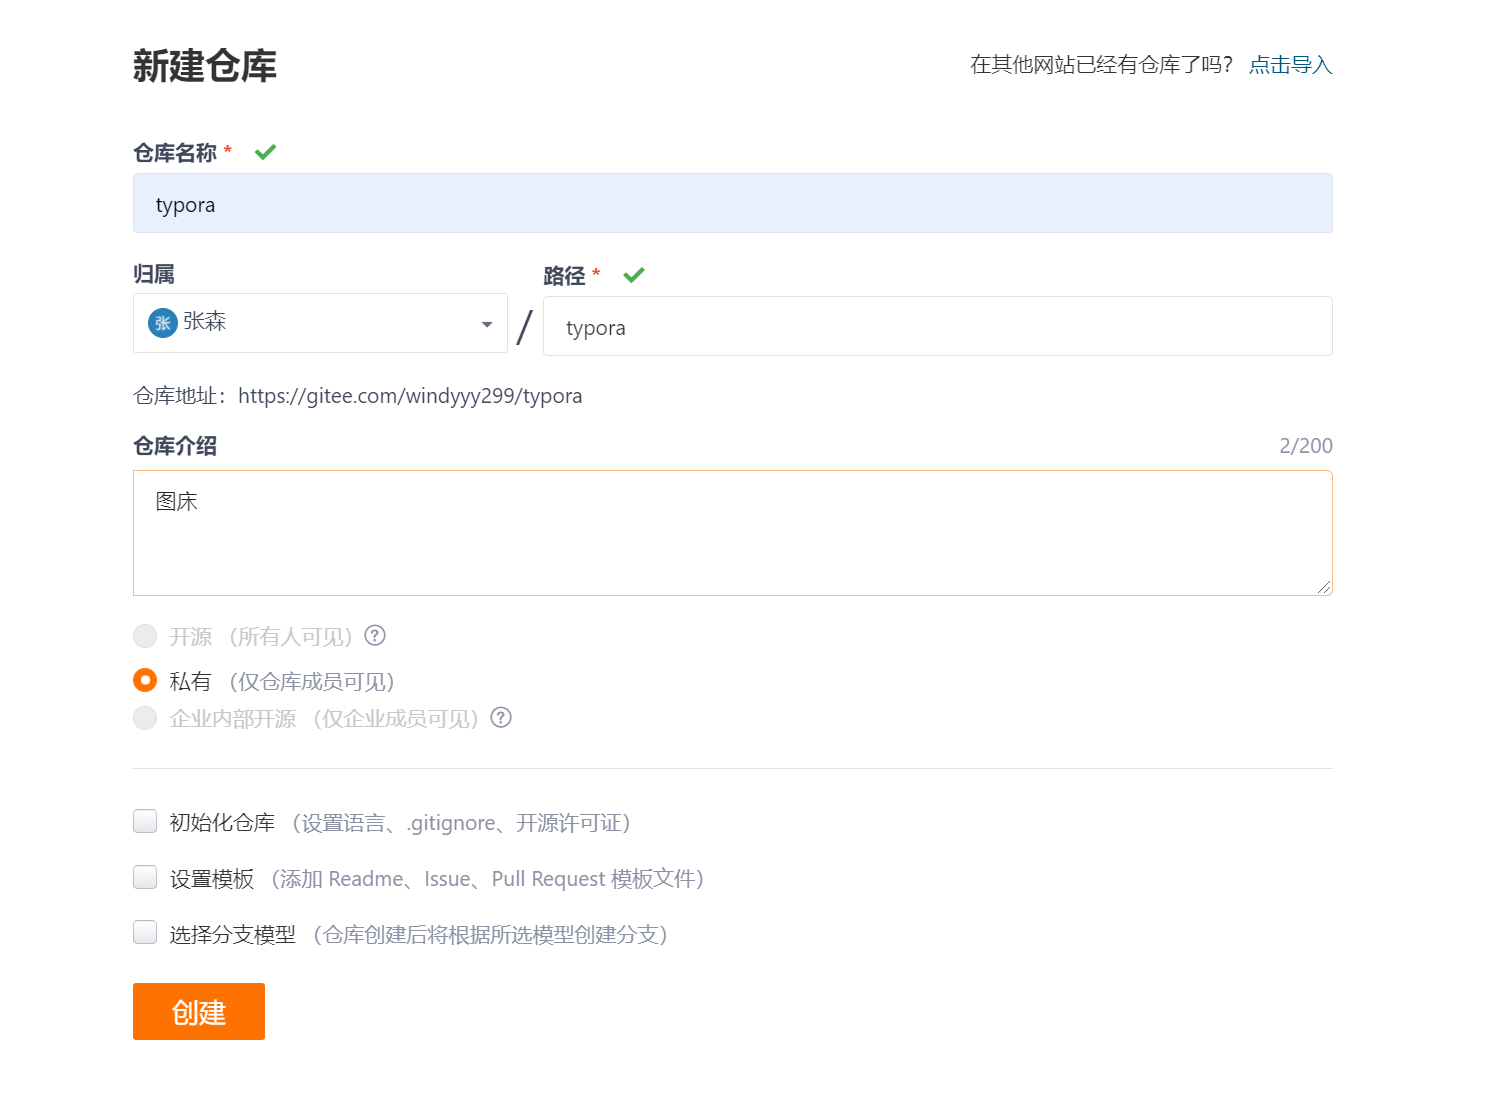 新建仓库
在其他网站已经有仓库了吗？ 点击导入
仓库名称 *
typora
归属
路径 *
张 张森
/
typora
仓库地址：https://gitee.com/windyyy299/typora
仓库介绍
2/200
图床
开源 （所有人可见） ?
私有 （仅仓库成员可见）
企业内部开源 （仅企业成员可见） ?
初始化仓库 （设置语言、.gitignore、开源许可证）
设置模板 （添加 Readme、Issue、Pull Request 模板文件）
选择分支模型 （仓库创建后将根据所选模型创建分支）
创建